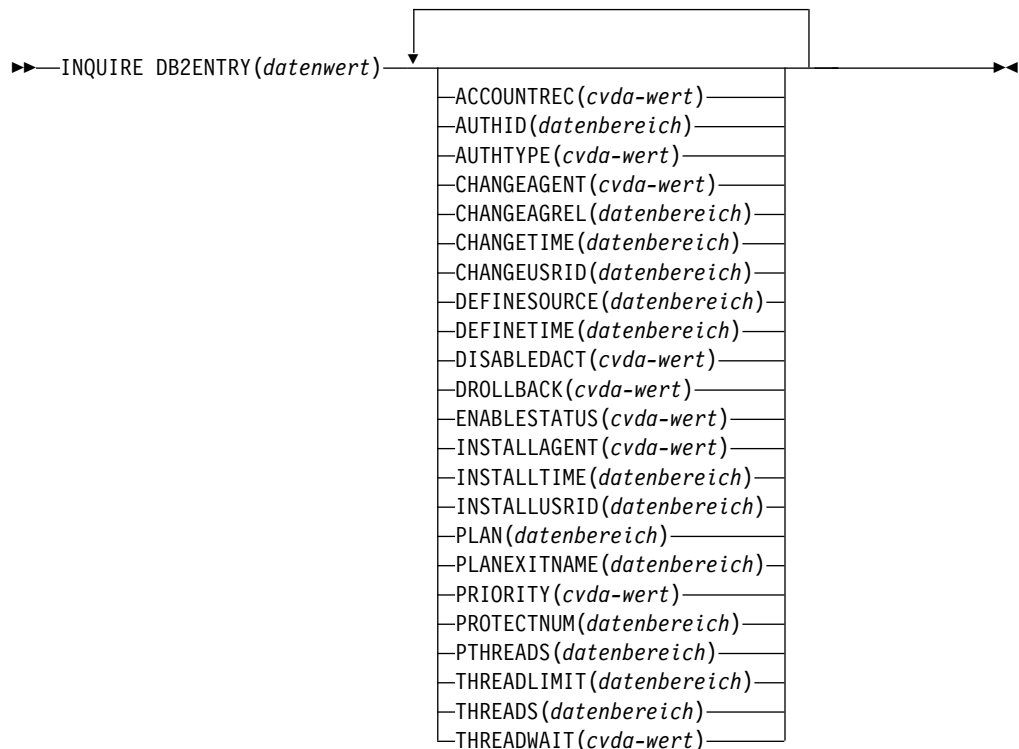 INQUIRE DB2ENTRY(datenwert)
ACCOUNTREC(cvda-wert)
AUTHID(datenbereich)
AUTHTYPE(cvda-wert)
CHANGEAGENT(cvda-wert)
CHANGEAGREL(datenbereich)
CHANGETIME(datenbereich)
CHANGEUSRID(datenbereich)
DEFINESOURCE(datenbereich)
DEFINETIME(datenbereich)
DISABLEDACT(cvda-wert)
DROLLBACK(cvda-wert)
ENABLESTATUS(cvda-wert)
INSTALLAGENT(cvda-wert)
INSTALLTIME(datenbereich)
INSTALLUSRID(datenbereich)
PLAN(datenbereich)
PLANEXITNAME(datenbereich)
PRIORITY(cvda-wert)
PROTECTNUM(datenbereich)
PTHREADS(datenbereich)
THREADLIMIT(datenbereich)
THREADS(datenbereich)
THREADWAIT(cvda-wert)